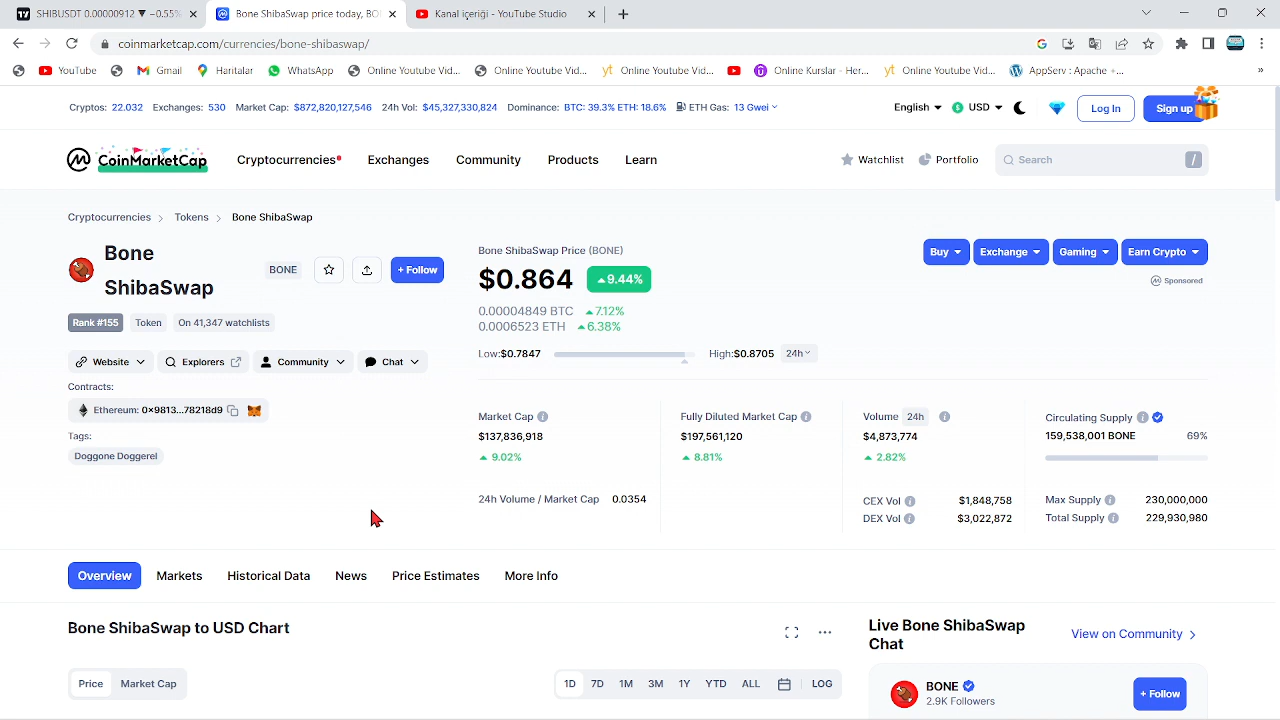 SHIBUSDT 0.00000912 ▼ −0.55%
Bone ShibaSwap price today, BO
Kanal içeriği - YouTube Studio
coinmarketcap.com/currencies/bone-shibaswap/
YouTube
Gmail
Haritalar
WhatsApp
Online Youtube Vid...
Online Youtube Vid...
Online Youtube Vid...
Online Kurslar - Her...
Online Youtube Vid...
AppServ : Apache +...
»
Cryptos: 22.032 Exchanges: 530 Market Cap: $872,820,127,546 24h Vol: $45,327,330,824 Dominance: BTC: 39.3% ETH: 18.6% ETH Gas: 13 Gwei
English USD Log In Sign up
CoinMarketCap Cryptocurrencies Exchanges Community Products Learn
Watchlist Portfolio Search /
Cryptocurrencies > Tokens > Bone ShibaSwap
Bone
ShibaSwap
BONE
+ Follow
Rank #155 Token On 41,347 watchlists
Website Explorers Community Chat
Contracts:
Ethereum: 0x9813...78218d9
Tags:
Doggone Doggerel
Bone ShibaSwap Price (BONE)
$0.864 9.44%
0.00004849 BTC 7.12%
0.0006523 ETH 6.38%
Low:$0.7847 High:$0.8705 24h
Buy Exchange Gaming Earn Crypto
Sponsored
Market Cap
$137,836,918
9.02%
24h Volume / Market Cap 0.0354
Fully Diluted Market Cap
$197,561,120
8.81%
Volume 24h
$4,873,774
2.82%
CEX Vol $1,848,758
DEX Vol $3,022,872
Circulating Supply
159,538,001 BONE 69%
Max Supply 230,000,000
Total Supply 229,930,980
Overview Markets Historical Data News Price Estimates More Info
Bone ShibaSwap to USD Chart
Price Market Cap
1D 7D 1M 3M 1Y YTD ALL LOG
Live Bone ShibaSwap
Chat
View on Community >
BONE
2.9K Followers
+ Follow